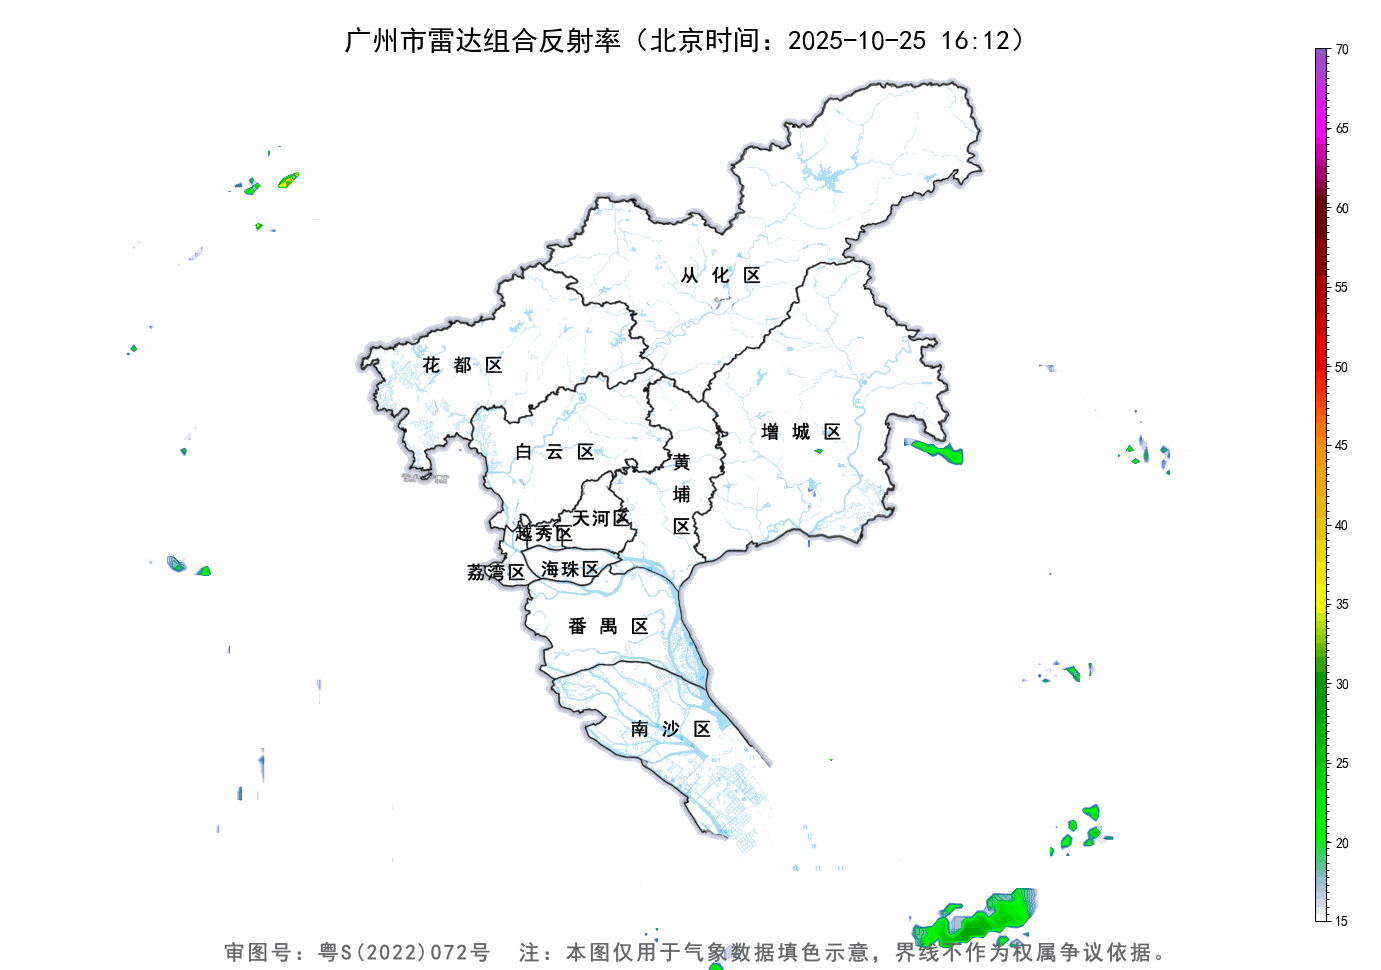 广州市雷达组合反射率（北京时间：2025-10-25 16:12）
70
65
60
55
50
45
40
35
30
25
20
15
从化区
花都区
增城区
白云区
黄埔区
天河区
越秀区
荔湾区
海珠区
番禺区
南沙区
审图号：粤S(2022)072号 注：本图仅用于气象数据填色示意，界线不作为权属争议依据。